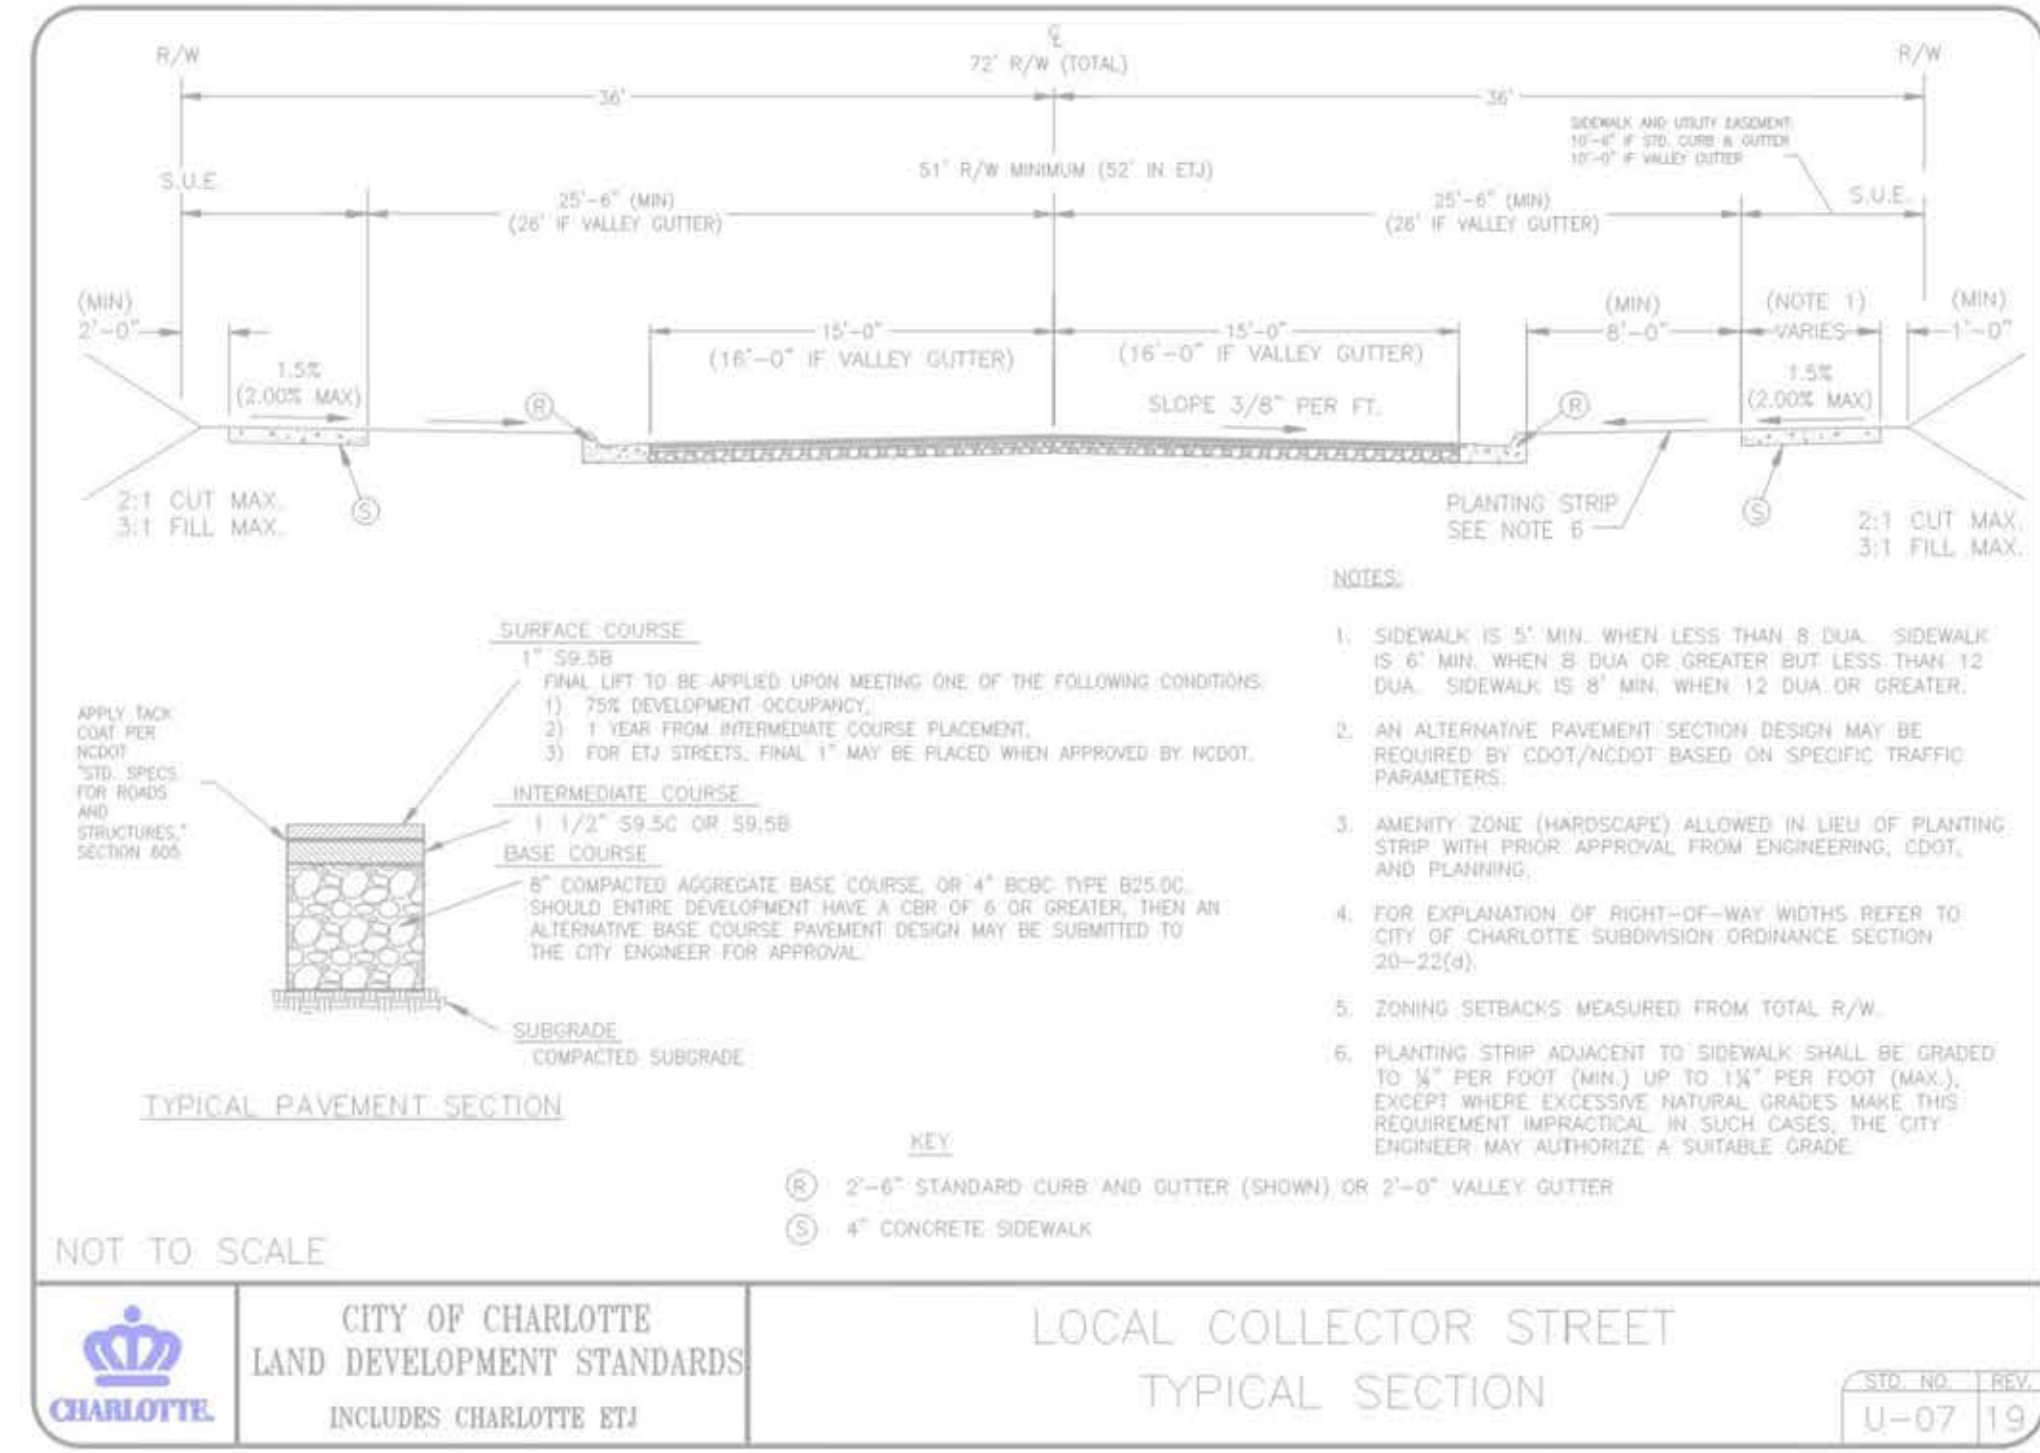 ℄
R/W
72' R/W (TOTAL)
R/W
36'
36'
SIDEWALK AND UTILITY EASEMENT:
10'-6" IF STD. CURB & GUTTER
10'-0" IF VALLEY GUTTER
51' R/W MINIMUM (52' IN ETJ)
S.U.E.
25'-6" (MIN)
(26' IF VALLEY GUTTER)
25'-6" (MIN)
(26' IF VALLEY GUTTER)
S.U.E.
(MIN)
2'-0"
15'-0"
(16'-0" IF VALLEY GUTTER)
15'-0"
(16'-0" IF VALLEY GUTTER)
(MIN)
8'-0"
(NOTE 1)
VARIES
(MIN)
1'-0"
1.5%
(2.00% MAX)
R
SLOPE 3/8" PER FT.
R
1.5%
(2.00% MAX)
2:1 CUT MAX.
3:1 FILL MAX.
S
PLANTING STRIP
SEE NOTE 6
S
2:1 CUT MAX.
3:1 FILL MAX.
SURFACE COURSE
1" S9.5B
FINAL LIFT TO BE APPLIED UPON MEETING ONE OF THE FOLLOWING CONDITIONS:
1) 75% DEVELOPMENT OCCUPANCY,
2) 1 YEAR FROM INTERMEDIATE COURSE PLACEMENT,
3) FOR ETJ STREETS, FINAL 1" MAY BE PLACED WHEN APPROVED BY NCDOT.
APPLY TACK
COAT PER
NCDOT
"STD. SPECS.
FOR ROADS
AND
STRUCTURES,"
SECTION 605
INTERMEDIATE COURSE
1 1/2" S9.5C OR S9.5B
BASE COURSE
8" COMPACTED AGGREGATE BASE COURSE, OR 4" BCBC TYPE B25.0C.
SHOULD ENTIRE DEVELOPMENT HAVE A CBR OF 6 OR GREATER, THEN AN
ALTERNATIVE BASE COURSE PAVEMENT DESIGN MAY BE SUBMITTED TO
THE CITY ENGINEER FOR APPROVAL.
SUBGRADE
COMPACTED SUBGRADE
TYPICAL PAVEMENT SECTION
NOTES:
1. SIDEWALK IS 5' MIN. WHEN LESS THAN 8 DUA. SIDEWALK
IS 6' MIN. WHEN 8 DUA OR GREATER BUT LESS THAN 12
DUA. SIDEWALK IS 8' MIN. WHEN 12 DUA OR GREATER.
2. AN ALTERNATIVE PAVEMENT SECTION DESIGN MAY BE
REQUIRED BY CDOT/NCDOT BASED ON SPECIFIC TRAFFIC
PARAMETERS.
3. AMENITY ZONE (HARDSCAPE) ALLOWED IN LIEU OF PLANTING
STRIP WITH PRIOR APPROVAL FROM ENGINEERING, CDOT,
AND PLANNING.
4. FOR EXPLANATION OF RIGHT-OF-WAY WIDTHS REFER TO
CITY OF CHARLOTTE SUBDIVISION ORDINANCE SECTION
20-22(d).
5. ZONING SETBACKS MEASURED FROM TOTAL R/W.
6. PLANTING STRIP ADJACENT TO SIDEWALK SHALL BE GRADED
TO ¼" PER FOOT (MIN.) UP TO 1¼" PER FOOT (MAX.),
EXCEPT WHERE EXCESSIVE NATURAL GRADES MAKE THIS
REQUIREMENT IMPRACTICAL. IN SUCH CASES, THE CITY
ENGINEER MAY AUTHORIZE A SUITABLE GRADE.
KEY
R 2'-6" STANDARD CURB AND GUTTER (SHOWN) OR 2'-0" VALLEY GUTTER
S 4" CONCRETE SIDEWALK
NOT TO SCALE
CHARLOTTE.
CITY OF CHARLOTTE
LAND DEVELOPMENT STANDARDS
INCLUDES CHARLOTTE ETJ
LOCAL COLLECTOR STREET
TYPICAL SECTION
STD. NO. REV.
U-07 19